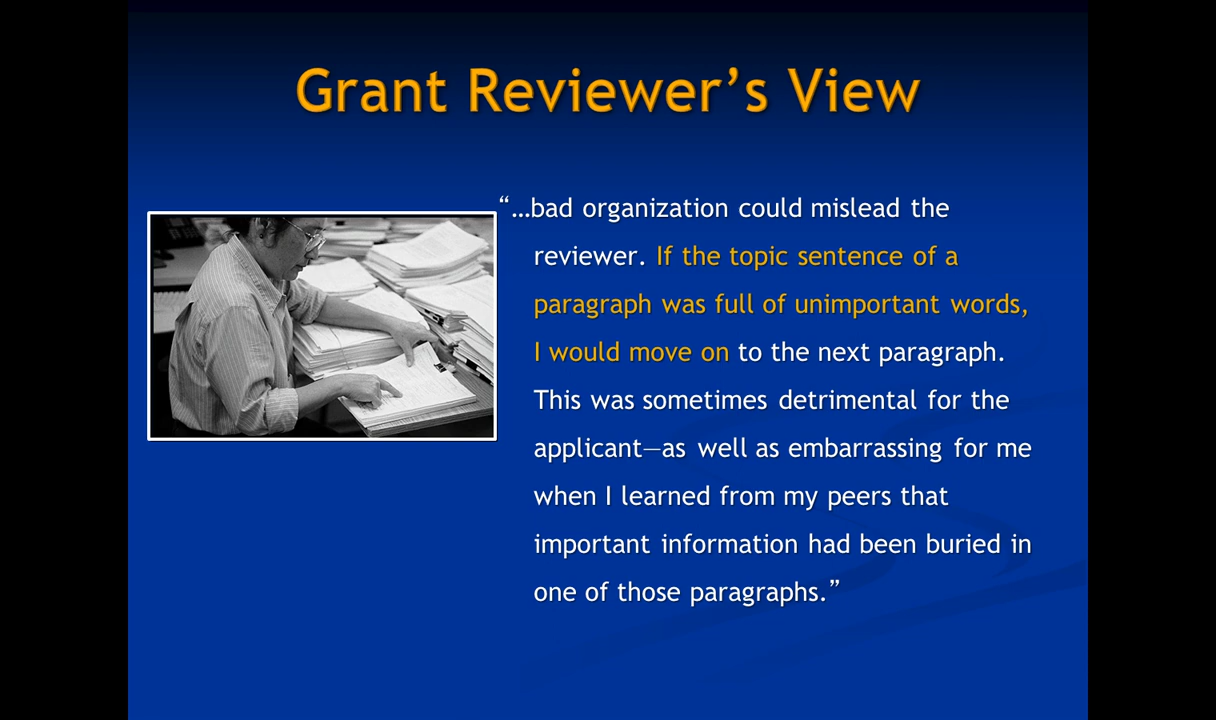 Grant Reviewer’s View
“…bad organization could mislead the
reviewer. If the topic sentence of a
paragraph was full of unimportant words,
I would move on to the next paragraph.
This was sometimes detrimental for the
applicant—as well as embarrassing for me
when I learned from my peers that
important information had been buried in
one of those paragraphs.”